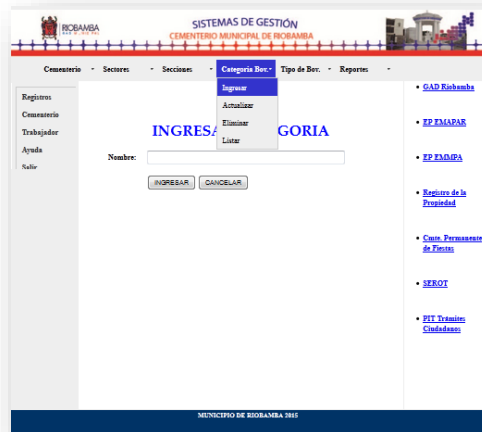 RIOBAMBA
SISTEMAS DE GESTIÓN
CEMENTERIO MUNICIPAL DE RIOBAMBA
Cementerio
Sectores
Secciones
Categoria Bov.
Tipo de Bov.
Reportes
Ingresar
Actualizar
Eliminar
Listar
Registros
Cementerio
Trabajador
Ayuda
Salir
INGRESA
GORIA
Nombre:
INGRESAR
CANCELAR
GAD Riobamba
EP EMAPAR
EP EMMPA
Registro de la
Propiedad
Cmte. Permanente
de Fiestas
SEROT
PIT Trámites
Ciudadanos
MUNICIPIO DE RIOBAMBA 2015